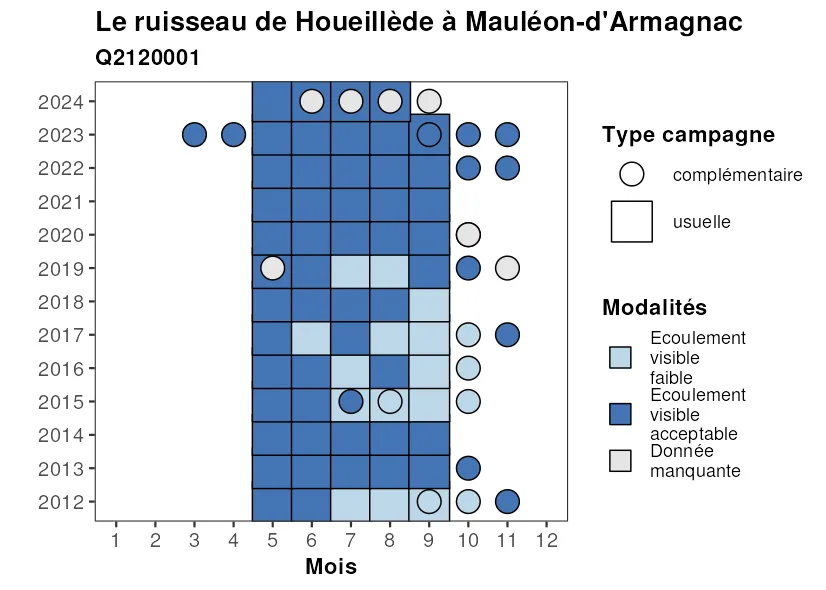 Le ruisseau de Houeillède à Mauléon-d'Armagnac
Q2120001
2024
2023
2022
2021
2020
2019
2018
2017
2016
2015
2014
2013
2012
1 2 3 4 5 6 7 8 9 10 11 12
Mois
Type campagne
complémentaire
usuelle
Modalités
Ecoulement
visible
faible
Ecoulement
visible
acceptable
Donnée
manquante